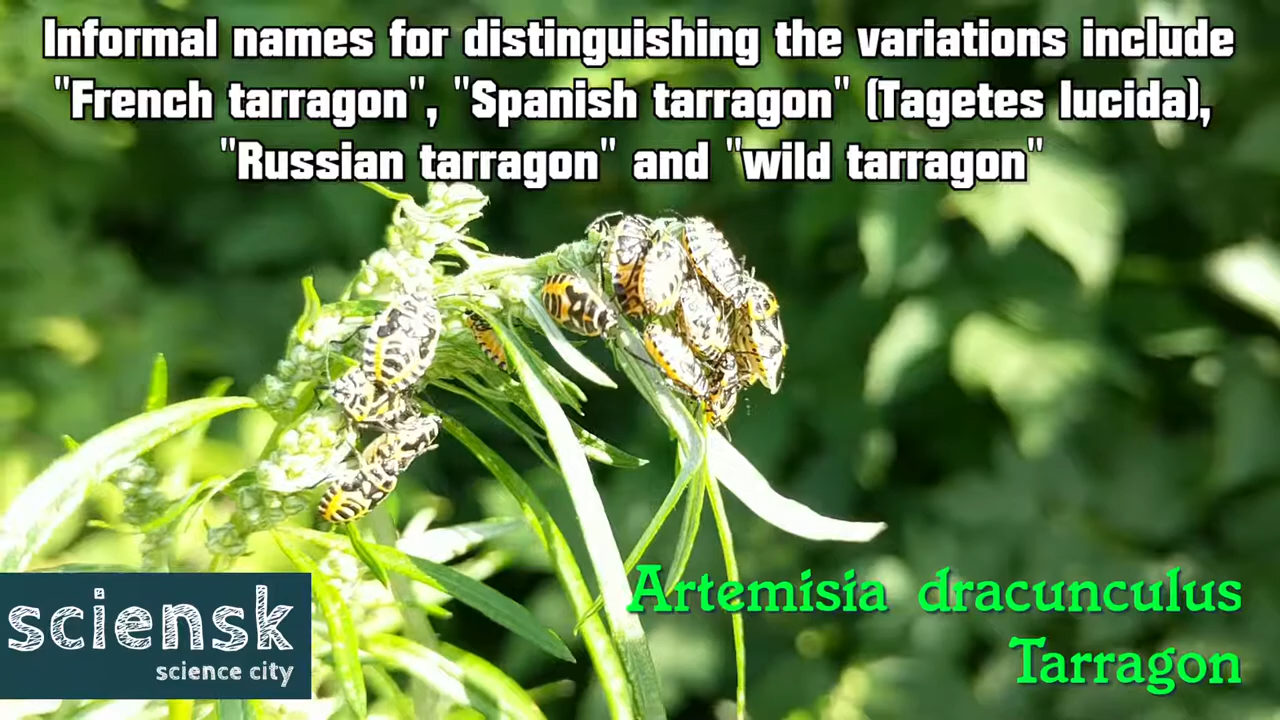 Informal names for distinguishing the variations include
"French tarragon", "Spanish tarragon" (Tagetes lucida),
"Russian tarragon" and "wild tarragon"
Artemisia dracunculus
Tarragon
sciensk
science city